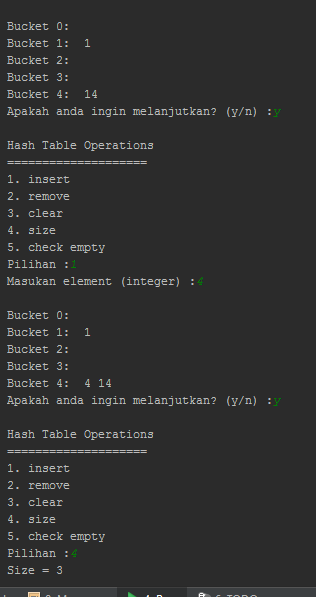 Bucket 0:
Bucket 1:  1
Bucket 2:
Bucket 3:
Bucket 4:  14
Apakah anda ingin melanjutkan? (y/n) :y
Hash Table Operations
====================
1. insert
2. remove
3. clear
4. size
5. check empty
Pilihan :1
Masukan element (integer) :4
Bucket 0:
Bucket 1:  1
Bucket 2:
Bucket 3:
Bucket 4:  4 14
Apakah anda ingin melanjutkan? (y/n) :y
Hash Table Operations
====================
1. insert
2. remove
3. clear
4. size
5. check empty
Pilihan :4
Size = 3